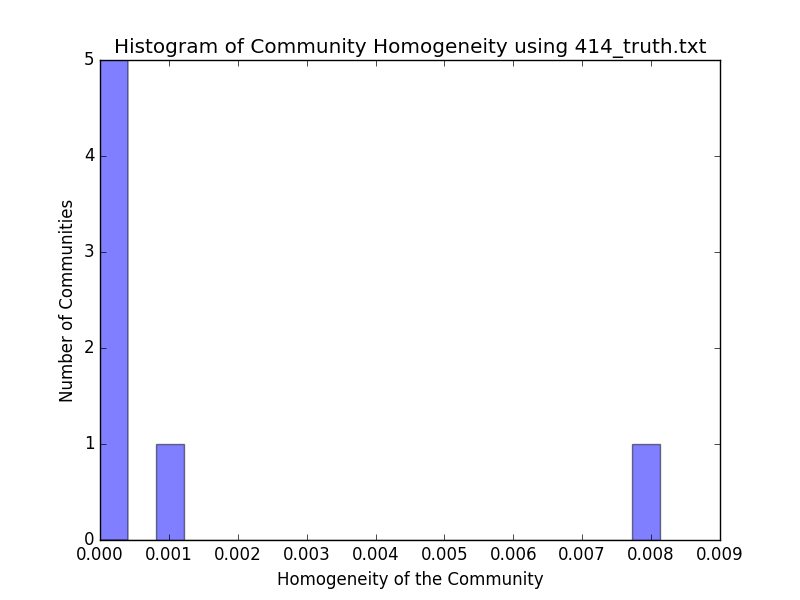 Histogram of Community Homogeneity using 414_truth.txt
5
4
3
2
1
0
Number of Communities
0.000 0.001 0.002 0.003 0.004 0.005 0.006 0.007 0.008 0.009
Homogeneity of the Community